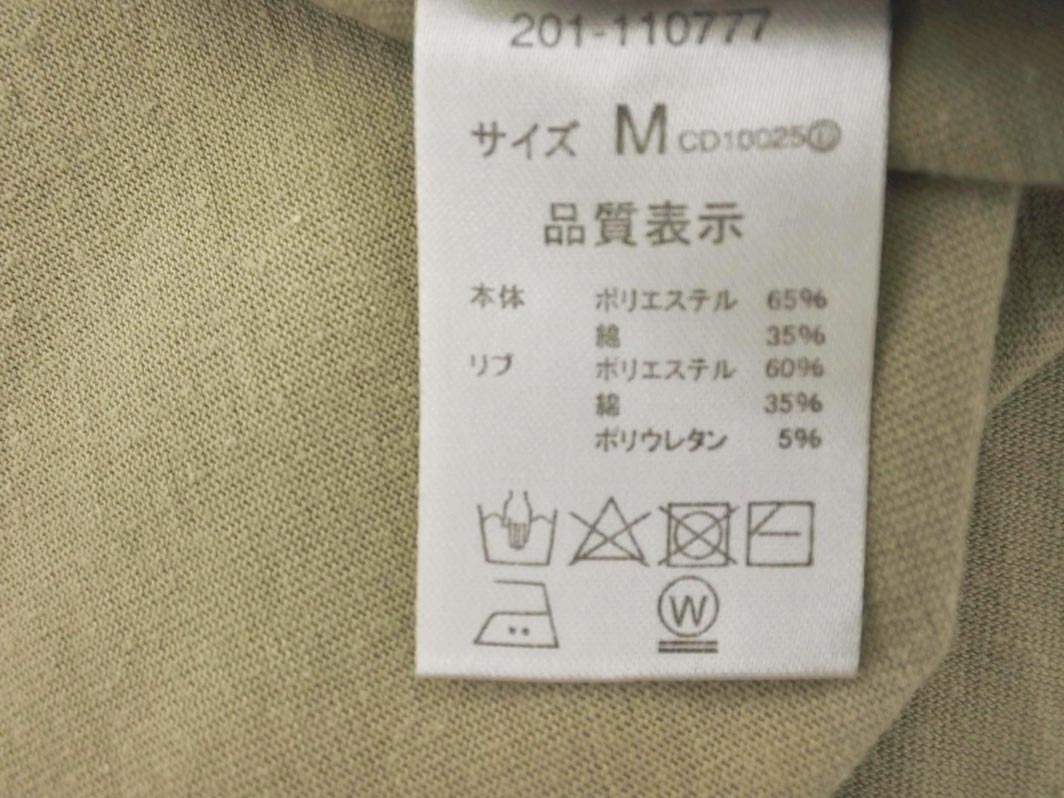 201-110777
サイズ M CD10025Ⓓ
品質表示
本体 ポリエステル 65%
綿 35%
リブ ポリエステル 60%
綿 35%
ポリウレタン 5%
W